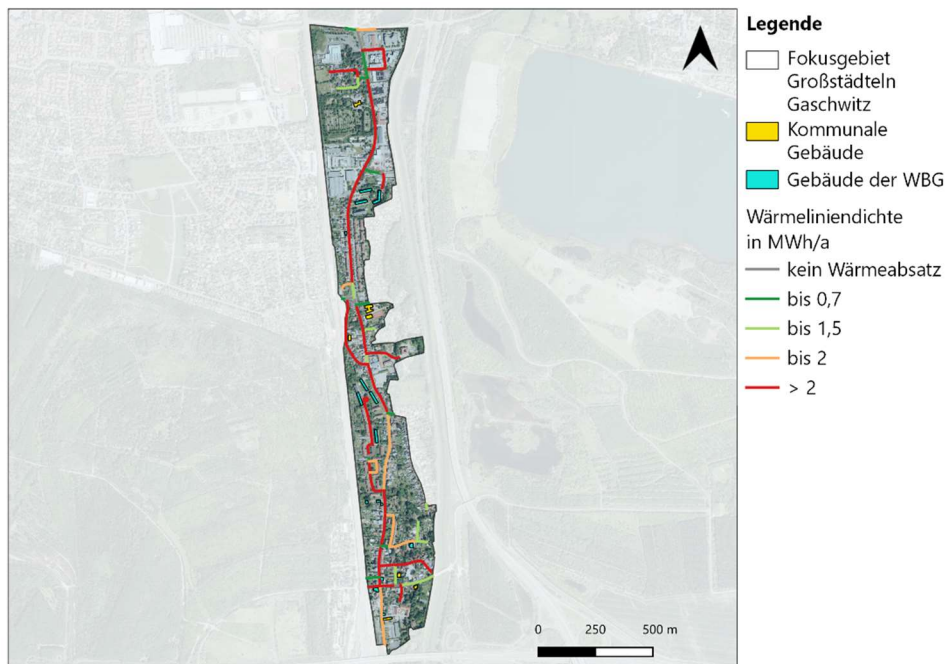 Legende
Fokusgebiet
Großstädteln
Gaschwitz
Kommunale
Gebäude
Gebäude der WBG
Wärmeliniendichte
in MWh/a
kein Wärmeabsatz
bis 0,7
bis 1,5
bis 2
> 2
0 250 500 m